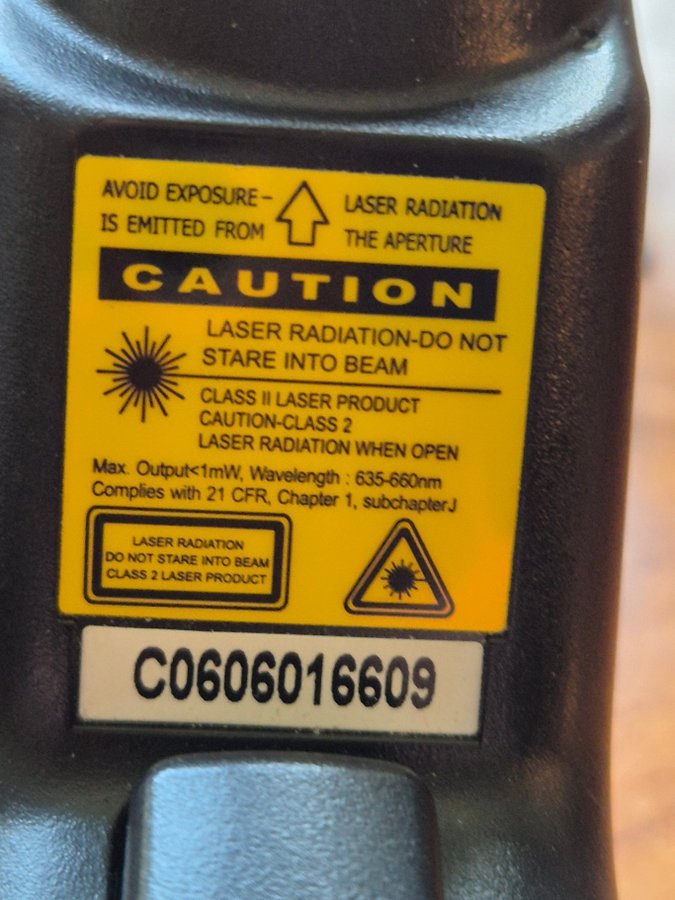 AVOID EXPOSURE- LASER RADIATION
IS EMITTED FROM THE APERTURE
CAUTION
LASER RADIATION-DO NOT
STARE INTO BEAM
CLASS II LASER PRODUCT
CAUTION-CLASS 2
LASER RADIATION WHEN OPEN
Max. Output<1mW, Wavelength : 635-660nm
Complies with 21 CFR, Chapter 1, subchapterJ
LASER RADIATION
DO NOT STARE INTO BEAM
CLASS 2 LASER PRODUCT
C0606016609